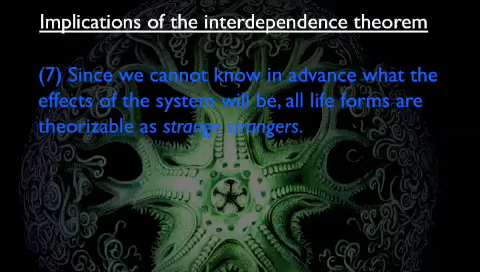 Implications of the interdependence theorem
(7) Since we cannot know in advance what the
effects of the system will be, all life forms are
theorizable as strange strangers.